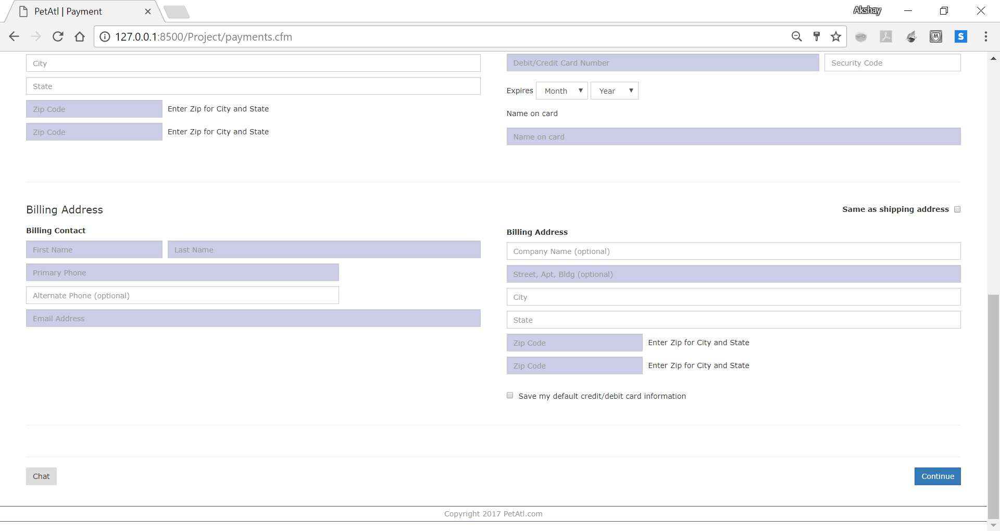 PetAtl | Payment
Akshay
127.0.0.1:8500/Project/payments.cfm
City
State
Zip Code Enter Zip for City and State
Zip Code Enter Zip for City and State
Debit/Credit Card Number Security Code
Expires Month Year
Name on card
Name on card
Billing Address
Same as shipping address
Billing Contact
First Name Last Name
Primary Phone
Alternate Phone (optional)
Email Address
Billing Address
Company Name (optional)
Street, Apt, Bldg (optional)
City
State
Zip Code Enter Zip for City and State
Zip Code Enter Zip for City and State
Save my default credit/debit card information
Chat
Continue
Copyright 2017 PetAtl.com